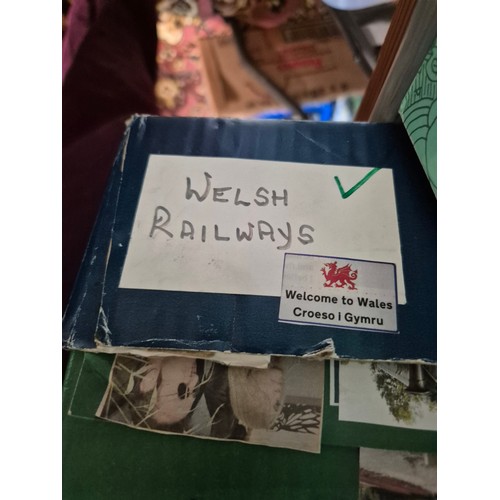 WELSH
RAILWAYS
Welcome to Wales
Croeso I Gymru